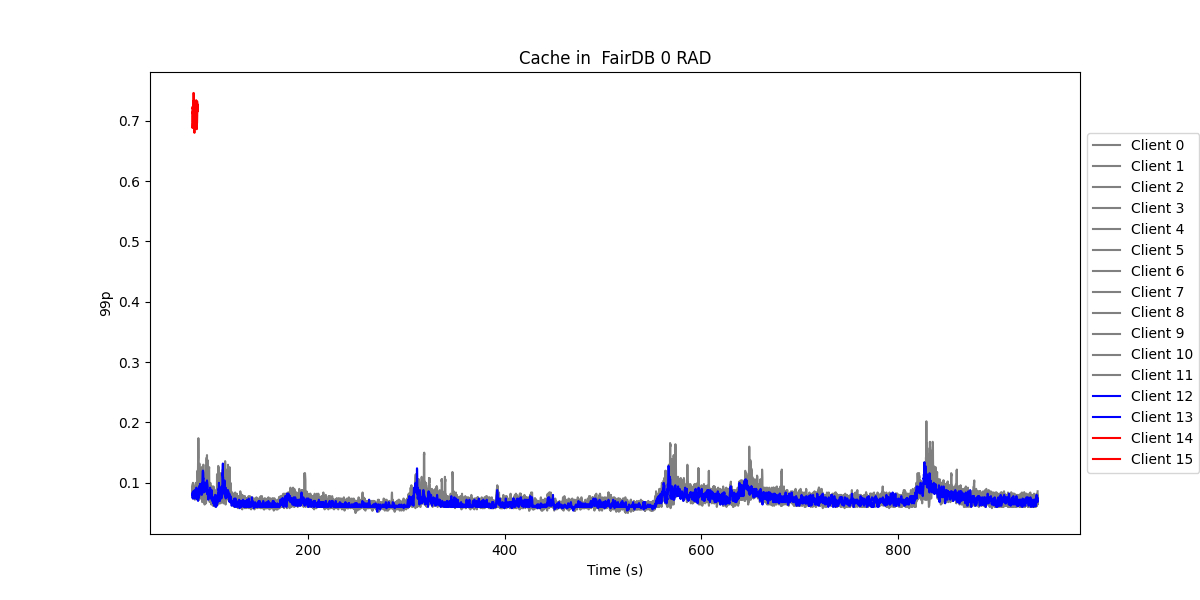 Cache in  FairDB 0 RAD
99p
0.7
0.6
0.5
0.4
0.3
0.2
0.1
200
400
600
800
Time (s)
Client 0
Client 1
Client 2
Client 3
Client 4
Client 5
Client 6
Client 7
Client 8
Client 9
Client 10
Client 11
Client 12
Client 13
Client 14
Client 15